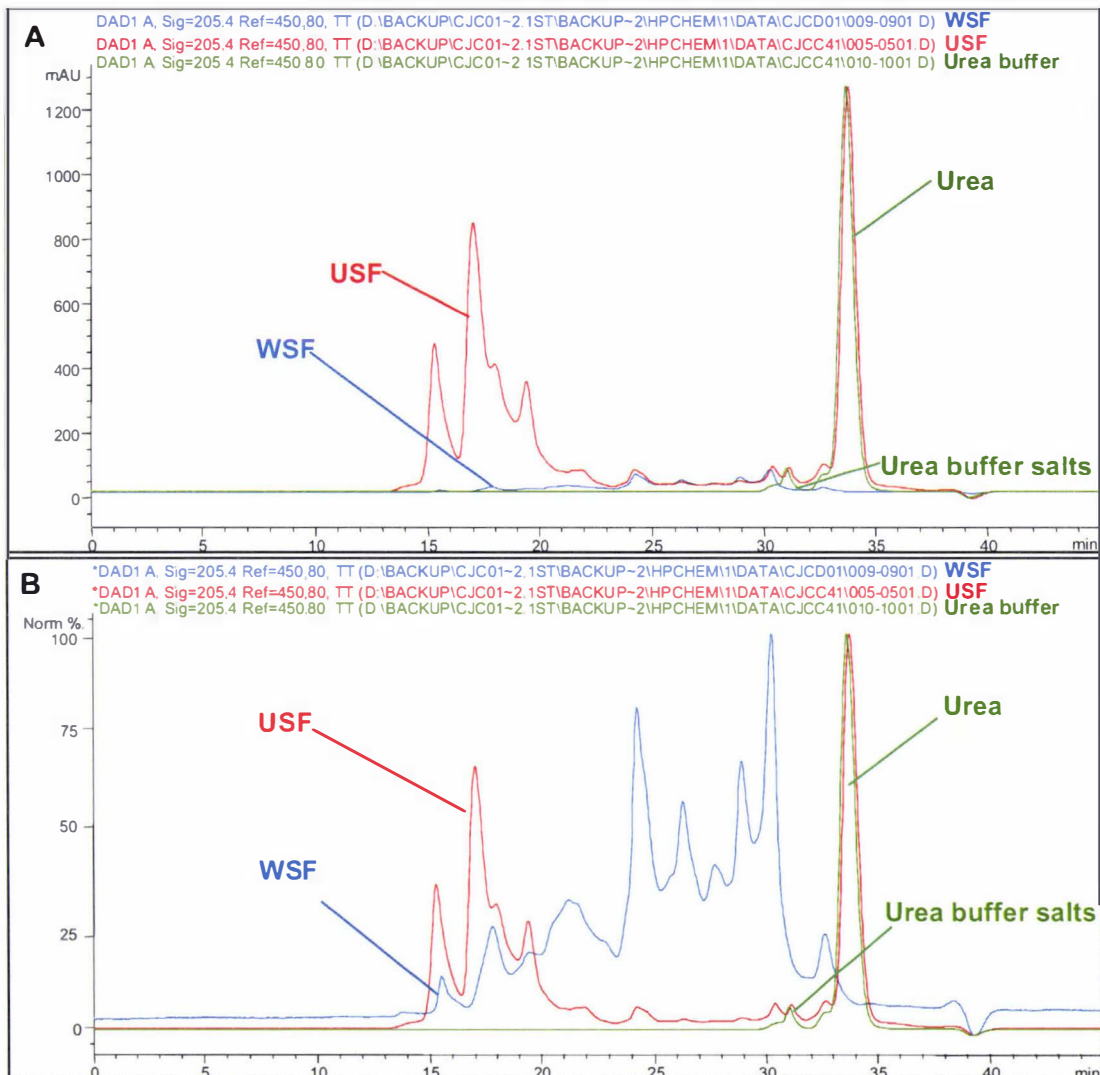 A
DAD1 A, Sig=205.4 Ref=450,80, TT (D:\BACKUP\CJC01~2.1ST\BACKUP~2\HPCHEM\1\DATA\CJCD01\009-0901 D) WSF
DAD1 A, Sig=205.4 Ref=450,80, TT (D:\BACKUP\CJC01~2.1ST\BACKUP~2\HPCHEM\1\DATA\CJCC41\005-0501.D) USF
DAD1 A Sig=205 4 Ref=450 80 TT (D:\BACKUP\CJC01~2 1ST\BACKUP~2\HPCHEM\1\DATA\CJCC41\010-1001 D) Urea buffer
mAU
1200
1000
800
600
400
200
0
USF
WSF
Urea
Urea buffer salts
0 5 10 15 20 25 30 35 40 min
B
*DAD1 A, Sig=205.4 Ref=450,80, TT (D:\BACKUP\CJC01~2.1ST\BACKUP~2\HPCHEM\1\DATA\CJCD01\009-0901.D) WSF
*DAD1 A, Sig=205.4 Ref=450,80, TT (D:\BACKUP\CJC01~2.1ST\BACKUP~2\HPCHEM\1\DATA\CJCC41\005-0501.D) USF
*DAD1 A, Sig=205.4 Ref=450,80 TT (D \BACKUP\CJC01~2.1ST\BACKUP~2\HPCHEM\1\DATA\CJCC41\010-1001.D) Urea buffer
Norm %.
100
75
50
25
0
USF
WSF
Urea
Urea buffer salts
0 5 10 15 20 25 30 35 40 min